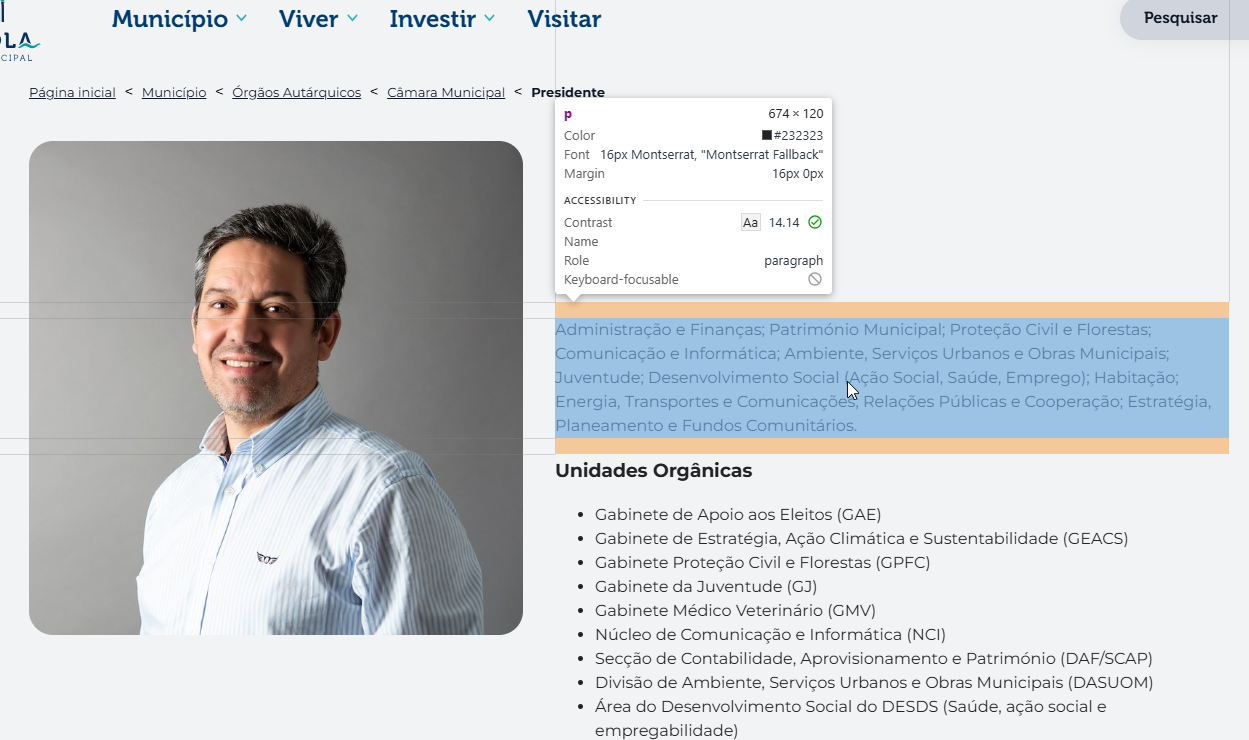 Município
Viver
Investir
Visitar
Pesquisar
CIPAL
Página inicial < Município < Órgãos Autárquicos < Câmara Municipal < Presidente
p 674 × 120
Color #232323
Font 16px Montserrat, "Montserrat Fallback"
Margin 16px 0px
ACCESSIBILITY
Contrast Aa 14.14
Name
Role paragraph
Keyboard-focusable
Administração e Finanças; Património Municipal; Proteção Civil e Florestas;
Comunicação e Informática; Ambiente, Serviços Urbanos e Obras Municipais;
Juventude; Desenvolvimento Social (Ação Social, Saúde, Emprego); Habitação;
Energia, Transportes e Comunicações; Relações Públicas e Cooperação; Estratégia,
Planeamento e Fundos Comunitários.
Unidades Orgânicas
Gabinete de Apoio aos Eleitos (GAE)
Gabinete de Estratégia, Ação Climática e Sustentabilidade (GEACS)
Gabinete Proteção Civil e Florestas (GPFC)
Gabinete da Juventude (GJ)
Gabinete Médico Veterinário (GMV)
Núcleo de Comunicação e Informática (NCI)
Secção de Contabilidade, Aprovisionamento e Património (DAF/SCAP)
Divisão de Ambiente, Serviços Urbanos e Obras Municipais (DASUOM)
Área do Desenvolvimento Social do DESDS (Saúde, ação social e
empregabilidade)